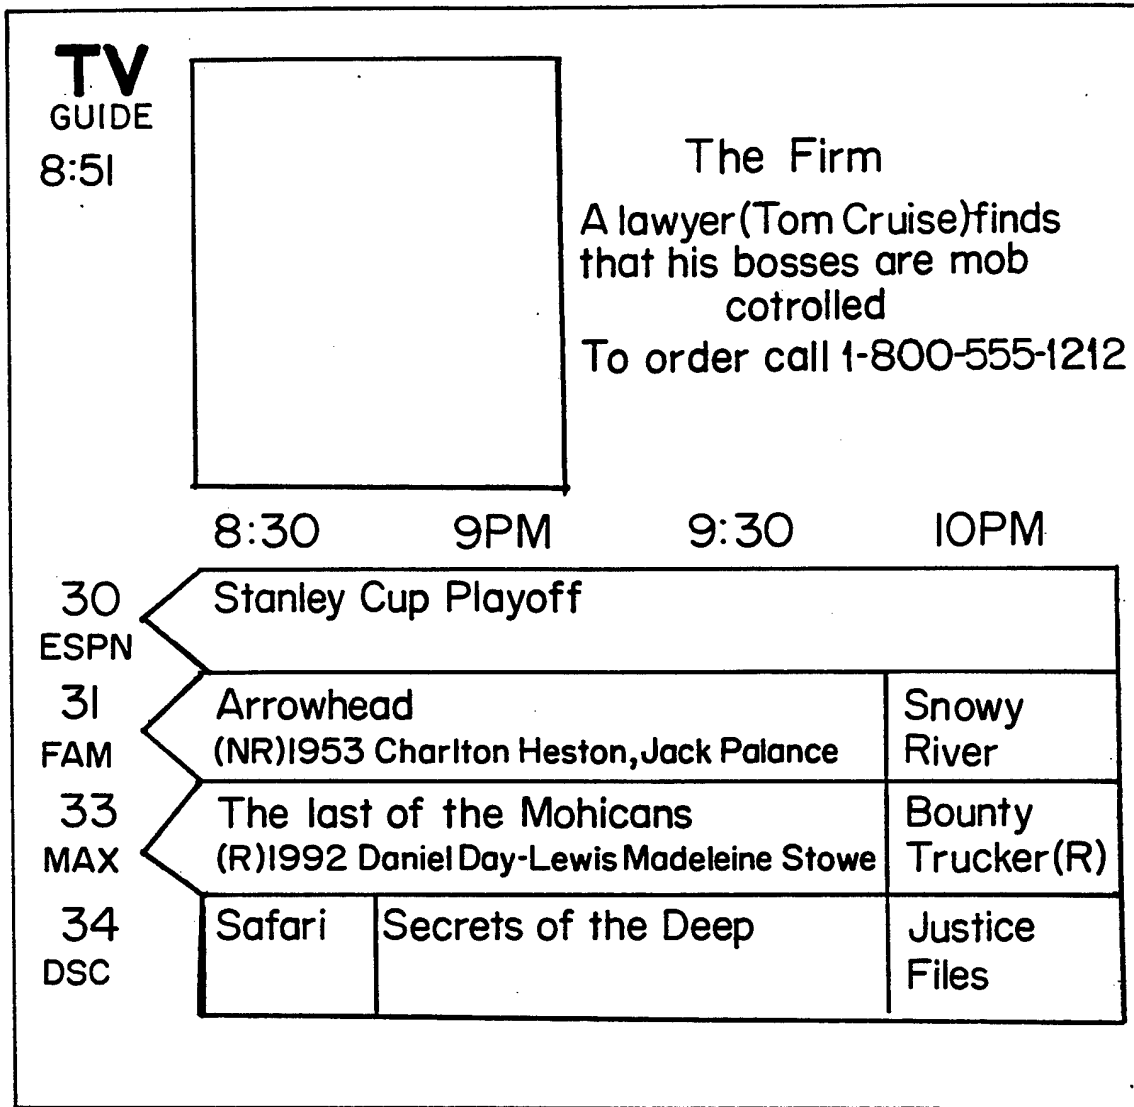 TV
GUIDE
8:51
The Firm
A lawyer (Tom Cruise) finds
that his bosses are mob
cotrolled
To order call 1-800-555-1212
8:30 9PM 9:30 10PM
30 Stanley Cup Playoff
ESPN
31 Arrowhead Snowy
FAM (NR) 1953 Charlton Heston, Jack Palance River
33 The last of the Mohicans Bounty
MAX (R) 1992 Daniel Day-Lewis Madeleine Stowe Trucker (R)
34 Safari Secrets of the Deep Justice
DSC Files